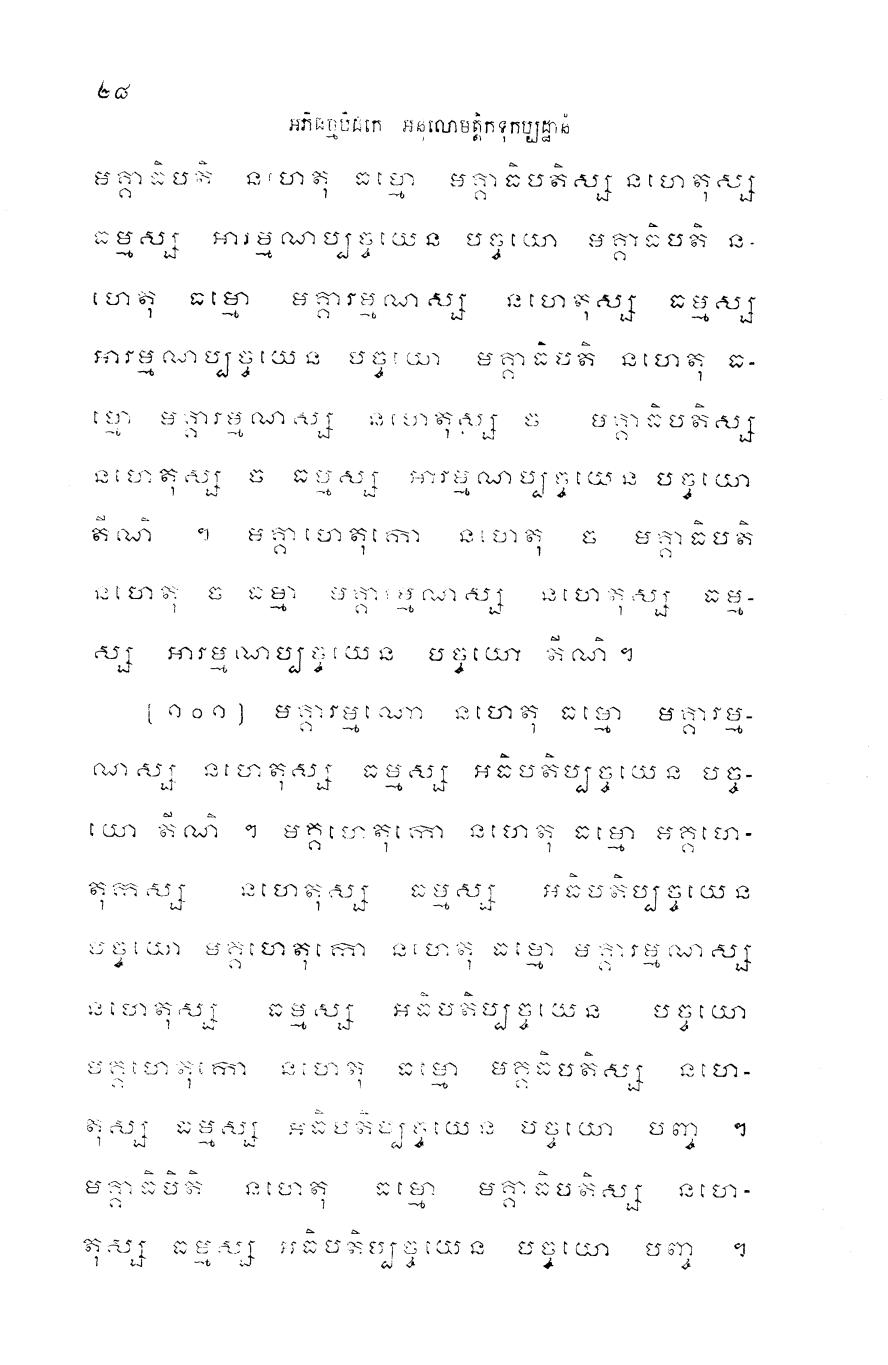 ២៨
អភិធម្មបិដកេ អនុលោមត្តិកទុកប្បដ្ឋានំ
មគ្គាធិបតិ នហេតុ ធម្មោ មគ្គាធិបតិស្ស នហេតុស្ស
ធម្មស្ស អារម្មណប្បច្ចយេន បច្ចយោ មគ្គាធិបតិ ន-
ហេតុ ធម្មោ មគ្គារម្មណស្ស នហេតុស្ស ធម្មស្ស
អារម្មណប្បច្ចយេន បច្ចយោ មគ្គាធិបតិ នហេតុ ធ-
ម្មោ មគ្គារម្មណស្ស នហេតុស្ស ច មគ្គាធិបតិស្ស
នហេតុស្ស ច ធម្មស្ស អារម្មណប្បច្ចយេន បច្ចយោ
តីណិ ។ មគ្គាហេតុកោ នហេតុ ច មគ្គាធិបតិ
នហេតុ ច ធម្មា មគ្គារម្មណស្ស នហេតុស្ស ធម្ម-
ស្ស អារម្មណប្បច្ចយេន បច្ចយោ តីណិ ។
[១០១] មគ្គារម្មណោ នហេតុ ធម្មោ មគ្គារម្ម-
ណស្ស នហេតុស្ស ធម្មស្ស អធិបតិប្បច្ចយេន បច្ច-
យោ តីណិ ។ មគ្គហេតុកោ នហេតុ ធម្មោ មគ្គហេ-
តុកស្ស នហេតុស្ស ធម្មស្ស អធិបតិប្បច្ចយេន
បច្ចយោ មគ្គហេតុកោ នហេតុ ធម្មោ មគ្គារម្មណស្ស
នហេតុស្ស ធម្មស្ស អធិបតិប្បច្ចយេន បច្ចយោ
មគ្គហេតុកោ នហេតុ ធម្មោ មគ្គធិបតិស្ស នហេ-
តុស្ស ធម្មស្ស អធិបតិប្បច្ចយេន បច្ចយោ បញ្ច ។
មគ្គាធិបិតិ នហេតុ ធម្មោ មគ្គាធិបតិស្ស នហេ-
តុស្ស ធម្មស្ស អធិបតិប្បច្ចយេន បច្ចយោ បញ្ច ។